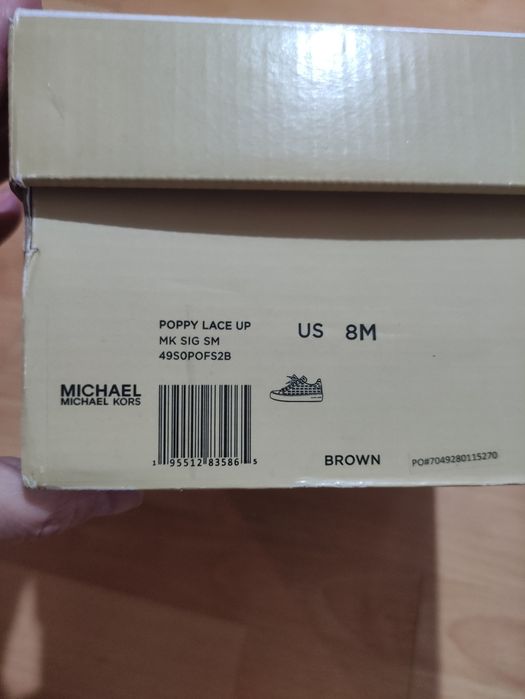 POPPY LACE UP
MK SIG SM
49S0POFS2B
US 8M
MICHAEL
MICHAEL KORS
1 95512 83586 5
BROWN
PO#7049280115270